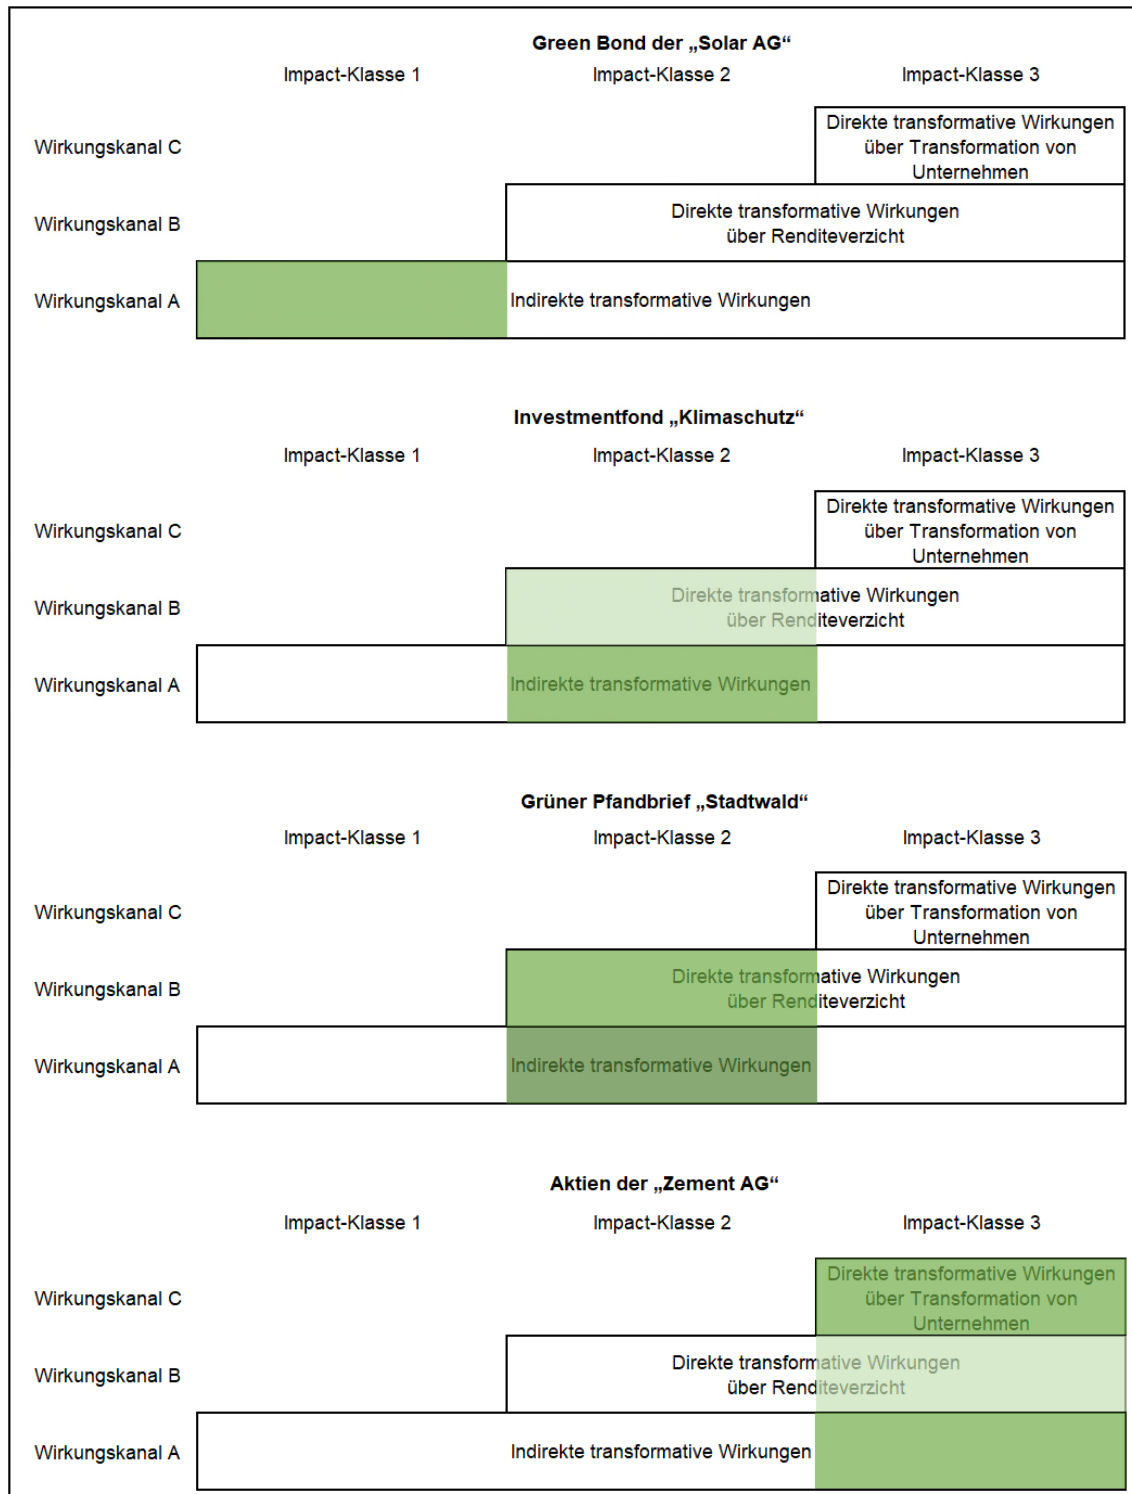 Green Bond der „Solar AG“
Impact-Klasse 1 Impact-Klasse 2 Impact-Klasse 3
Wirkungskanal C
Direkte transformative Wirkungen
über Transformation von
Unternehmen
Wirkungskanal B
Direkte transformative Wirkungen
über Renditeverzicht
Wirkungskanal A
Indirekte transformative Wirkungen
Investmentfond „Klimaschutz“
Impact-Klasse 1 Impact-Klasse 2 Impact-Klasse 3
Wirkungskanal C
Direkte transformative Wirkungen
über Transformation von
Unternehmen
Wirkungskanal B
Direkte transformative Wirkungen
über Renditeverzicht
Wirkungskanal A
Indirekte transformative Wirkungen
Grüner Pfandbrief „Stadtwald“
Impact-Klasse 1 Impact-Klasse 2 Impact-Klasse 3
Wirkungskanal C
Direkte transformative Wirkungen
über Transformation von
Unternehmen
Wirkungskanal B
Direkte transformative Wirkungen
über Renditeverzicht
Wirkungskanal A
Indirekte transformative Wirkungen
Aktien der „Zement AG“
Impact-Klasse 1 Impact-Klasse 2 Impact-Klasse 3
Wirkungskanal C
Direkte transformative Wirkungen
über Transformation von
Unternehmen
Wirkungskanal B
Direkte transformative Wirkungen
über Renditeverzicht
Wirkungskanal A
Indirekte transformative Wirkungen